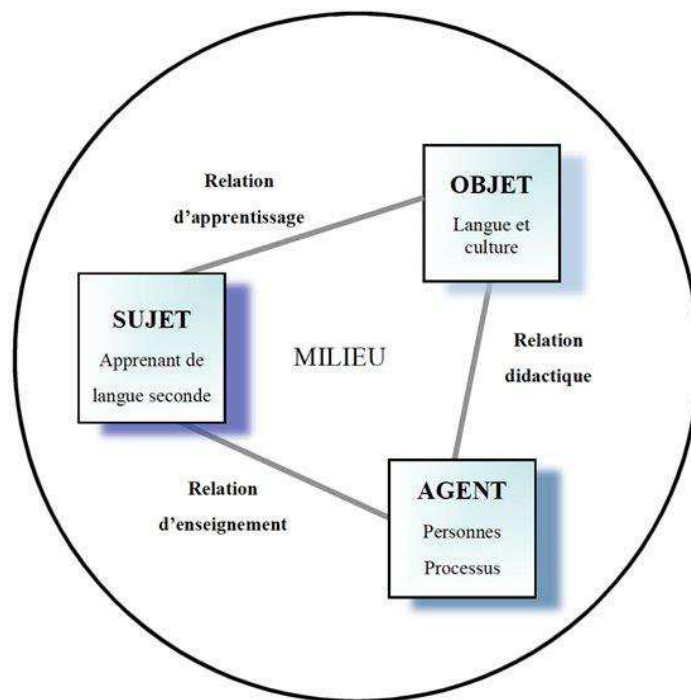 Relation
d'apprentissage
OBJET
Langue et
culture
SUJET
Apprenant de
langue seconde
MILIEU
Relation
didactique
Relation
d'enseignement
AGENT
Personnes
Processus